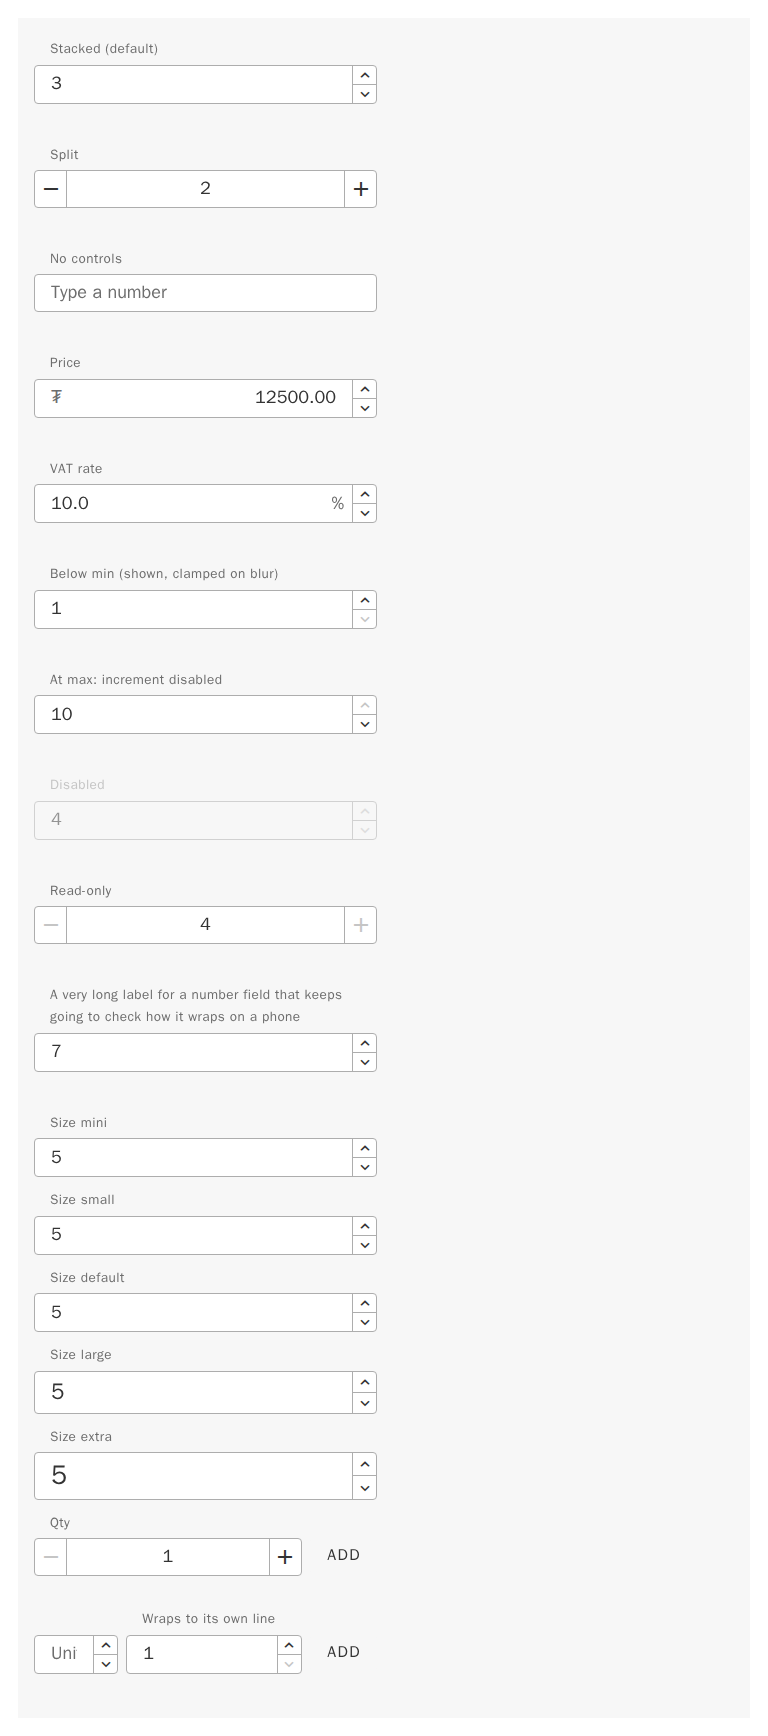 Stacked (default)
3
Split
− 2 +
No controls
Type a number
Price
₮ 12500.00
VAT rate
10.0 %
Below min (shown, clamped on blur)
1
At max: increment disabled
10
Disabled
4
Read-only
− 4 +
A very long label for a number field that keeps
going to check how it wraps on a phone
7
Size mini
5
Size small
5
Size default
5
Size large
5
Size extra
5
Qty
− 1 + ADD
Wraps to its own line
Uni 1 ADD